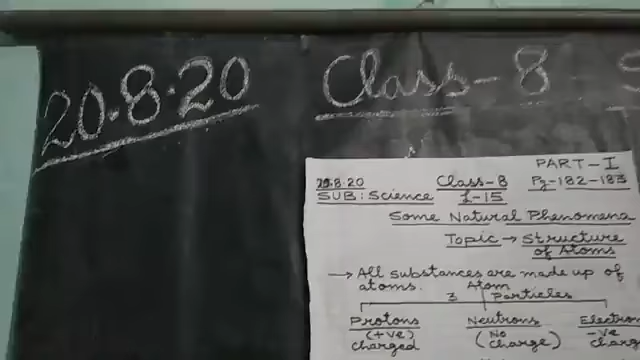 20.8.20 Class-8 S
PART-I
20.8.20 Class-8 Pg-182-183
SUB: Science L-15
Some Natural Phenomena
Topic → Structure
of Atoms
→ All substances are made up of
atoms. Atom
3 Particles
Protons Neutrons Electron
(+ve) (No -ve
charged charge) charg